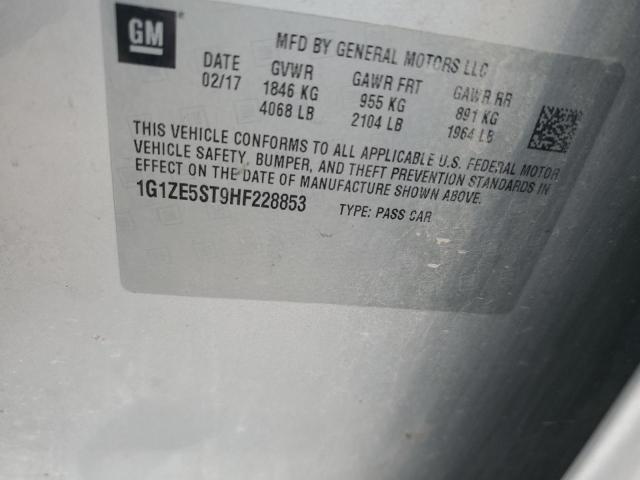 GM
MFD BY GENERAL MOTORS LLC
DATE GVWR GAWR FRT GAWR RR
02/17 1846 KG 955 KG 891 KG
4068 LB 2104 LB 1964 LB
THIS VEHICLE CONFORMS TO ALL APPLICABLE U.S. FEDERAL MOTOR
VEHICLE SAFETY, BUMPER, AND THEFT PREVENTION STANDARDS IN
EFFECT ON THE DATE OF MANUFACTURE SHOWN ABOVE.
1G1ZE5ST9HF228853 TYPE: PASS CAR